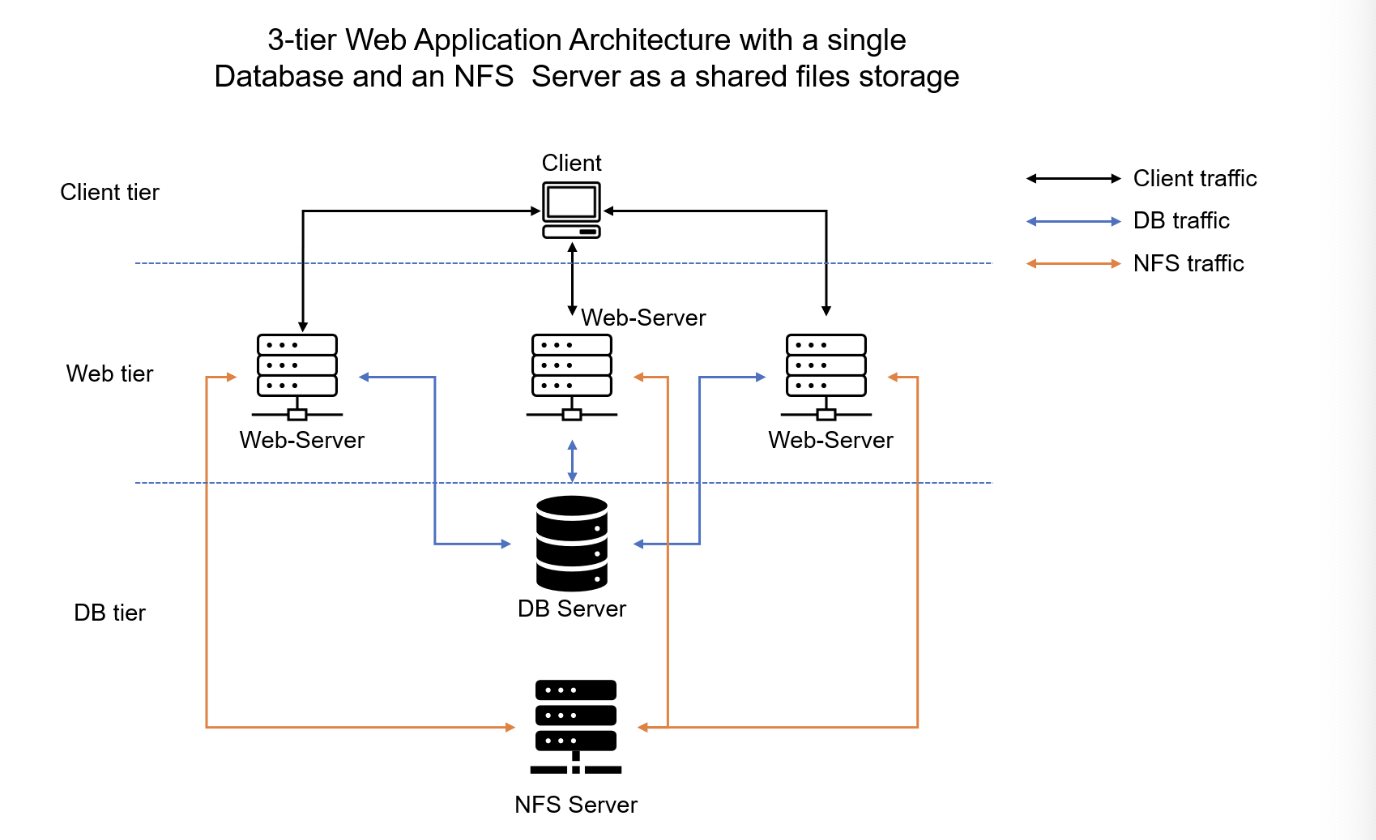 3-tier Web Application Architecture with a single
Database and an NFS  Server as a shared files storage
Client
Client tier
Client traffic
DB traffic
NFS traffic
Web-Server
Web tier
Web-Server
Web-Server
DB Server
DB tier
NFS Server